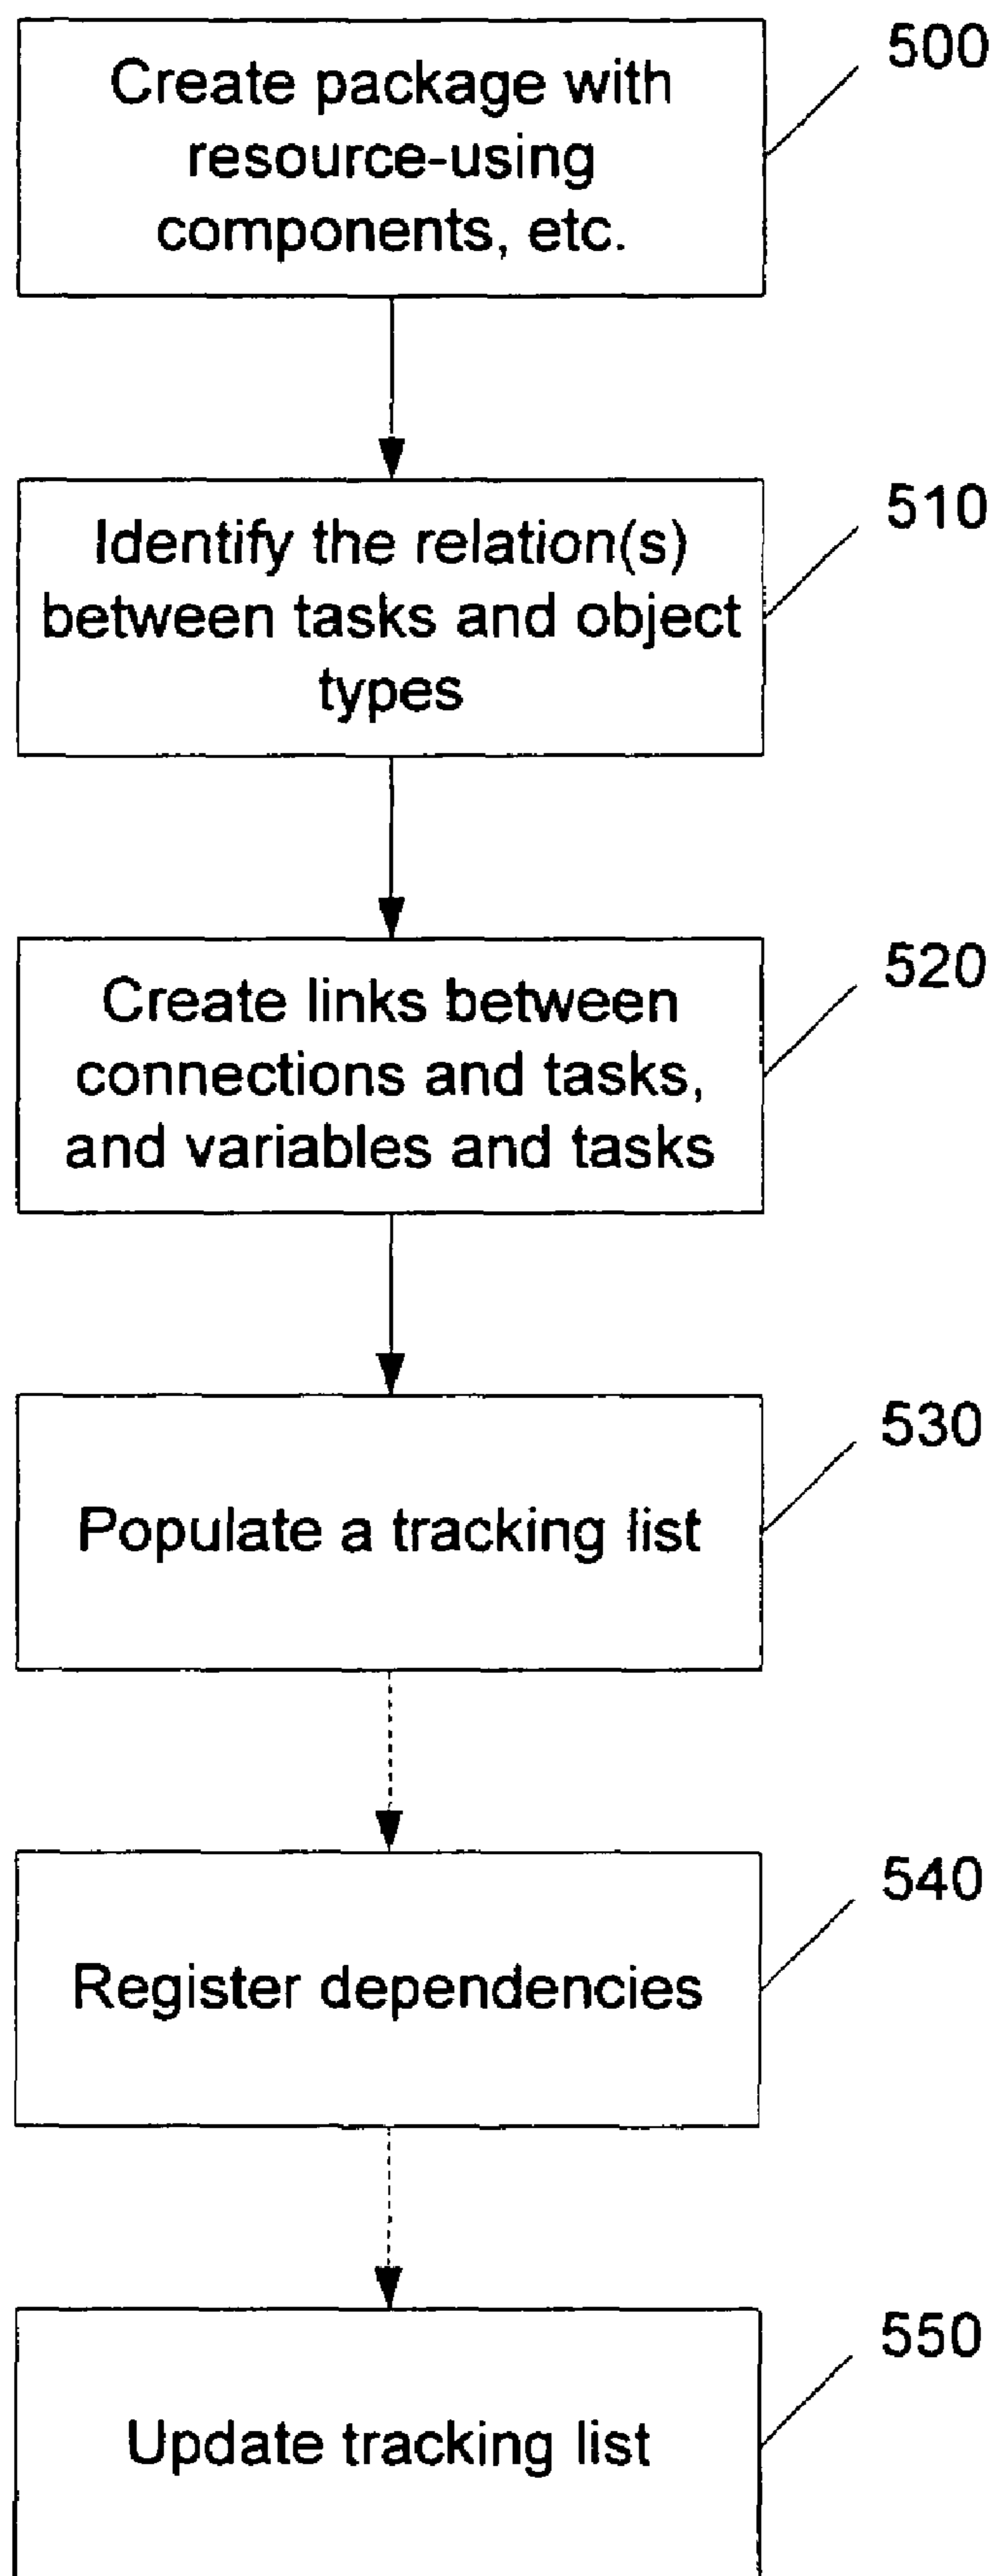 Create package with
resource-using
components, etc.
500
Identify the relation(s)
between tasks and object
types
510
Create links between
connections and tasks,
and variables and tasks
520
Populate a tracking list
530
Register dependencies
540
Update tracking list
550